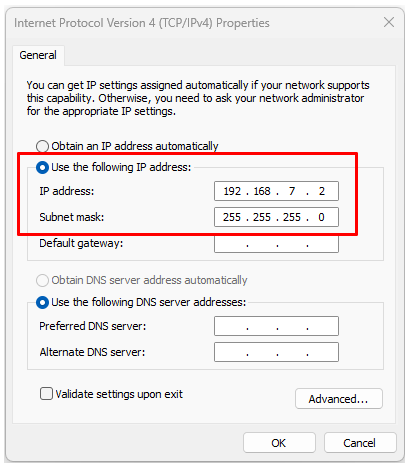 Internet Protocol Version 4 (TCP/IPv4) Properties
General
You can get IP settings assigned automatically if your network supports
this capability. Otherwise, you need to ask your network administrator
for the appropriate IP settings.
Obtain an IP address automatically
Use the following IP address:
IP address: 192 . 168 . 7 . 2
Subnet mask: 255 . 255 . 255 . 0
Default gateway: . . .
Obtain DNS server address automatically
Use the following DNS server addresses:
Preferred DNS server: . . .
Alternate DNS server: . . .
Validate settings upon exit
Advanced...
OK Cancel